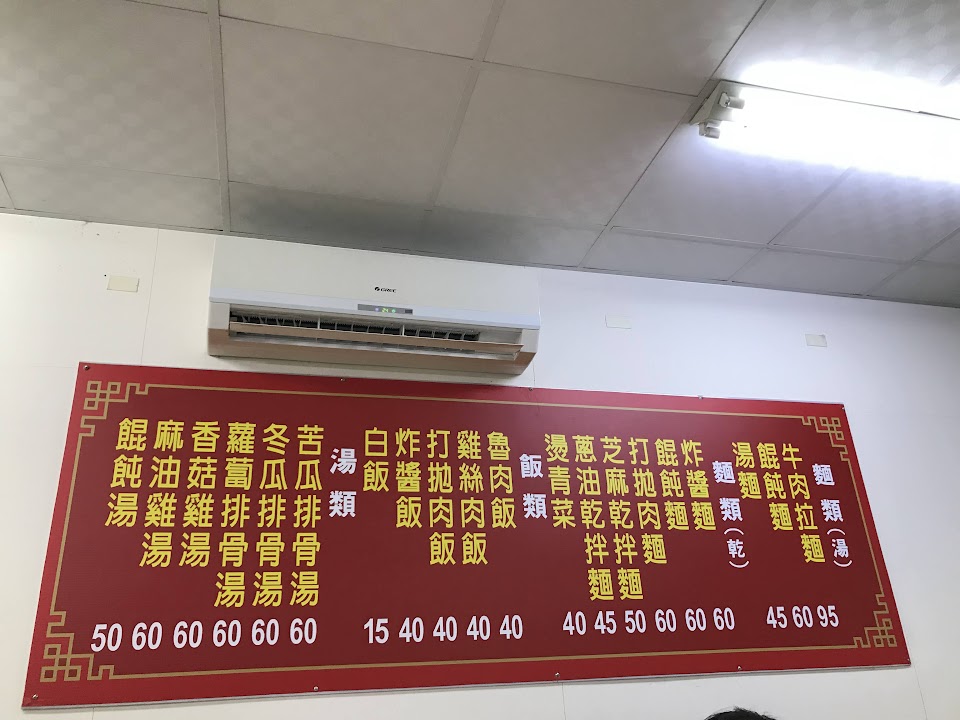 GREE
麵類(湯)
牛肉拉麵 95
餛飩麵 60
湯麵 45
麵類(乾)
炸醬麵 60
餛飩麵 60
打拋肉麵 60
芝麻乾拌麵 50
蔥油乾拌麵 45
燙青菜 40
飯類
魯肉飯 40
雞絲肉飯 40
打拋肉飯 40
炸醬飯 40
白飯 15
湯類
苦瓜排骨湯 60
冬瓜排骨湯 60
蘿蔔排骨湯 60
香菇雞湯 60
麻油雞湯 60
餛飩湯 50